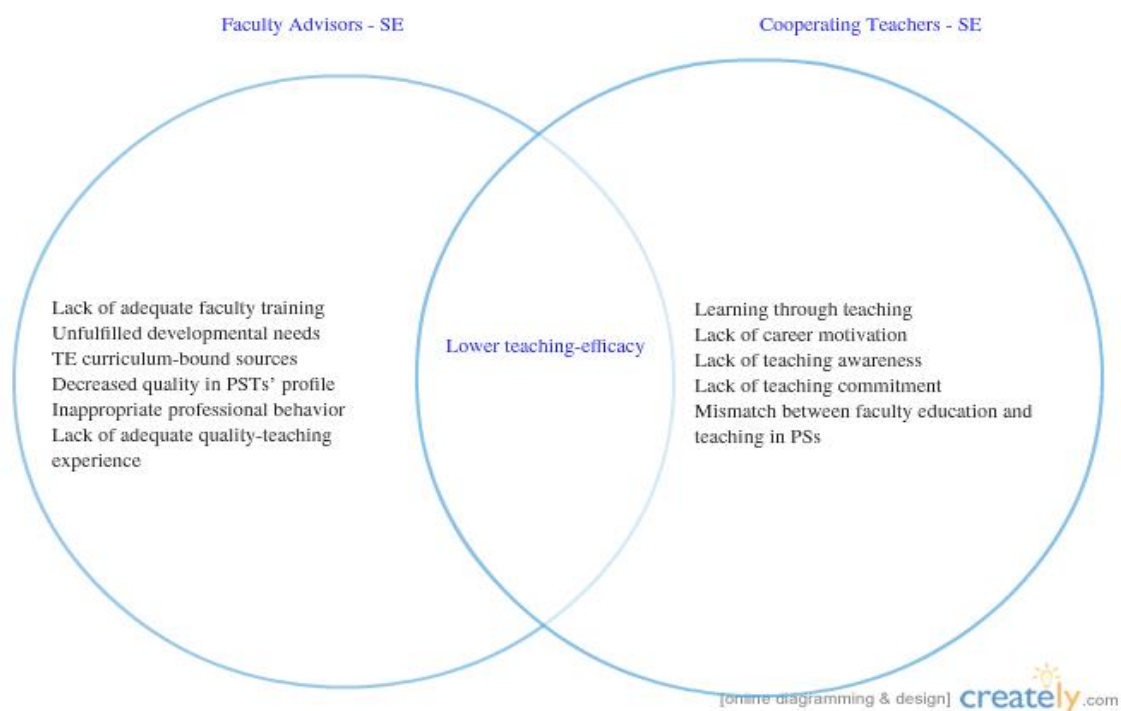 Faculty Advisors - SE
Cooperating Teachers - SE
Lack of adequate faculty training
Unfulfilled developmental needs
TE curriculum-bound sources
Decreased quality in PSTs’ profile
Inappropriate professional behavior
Lack of adequate quality-teaching
experience
Lower teaching-efficacy
Learning through teaching
Lack of career motivation
Lack of teaching awareness
Lack of teaching commitment
Mismatch between faculty education and
teaching in PSs
[online diagramming & design] creately.com